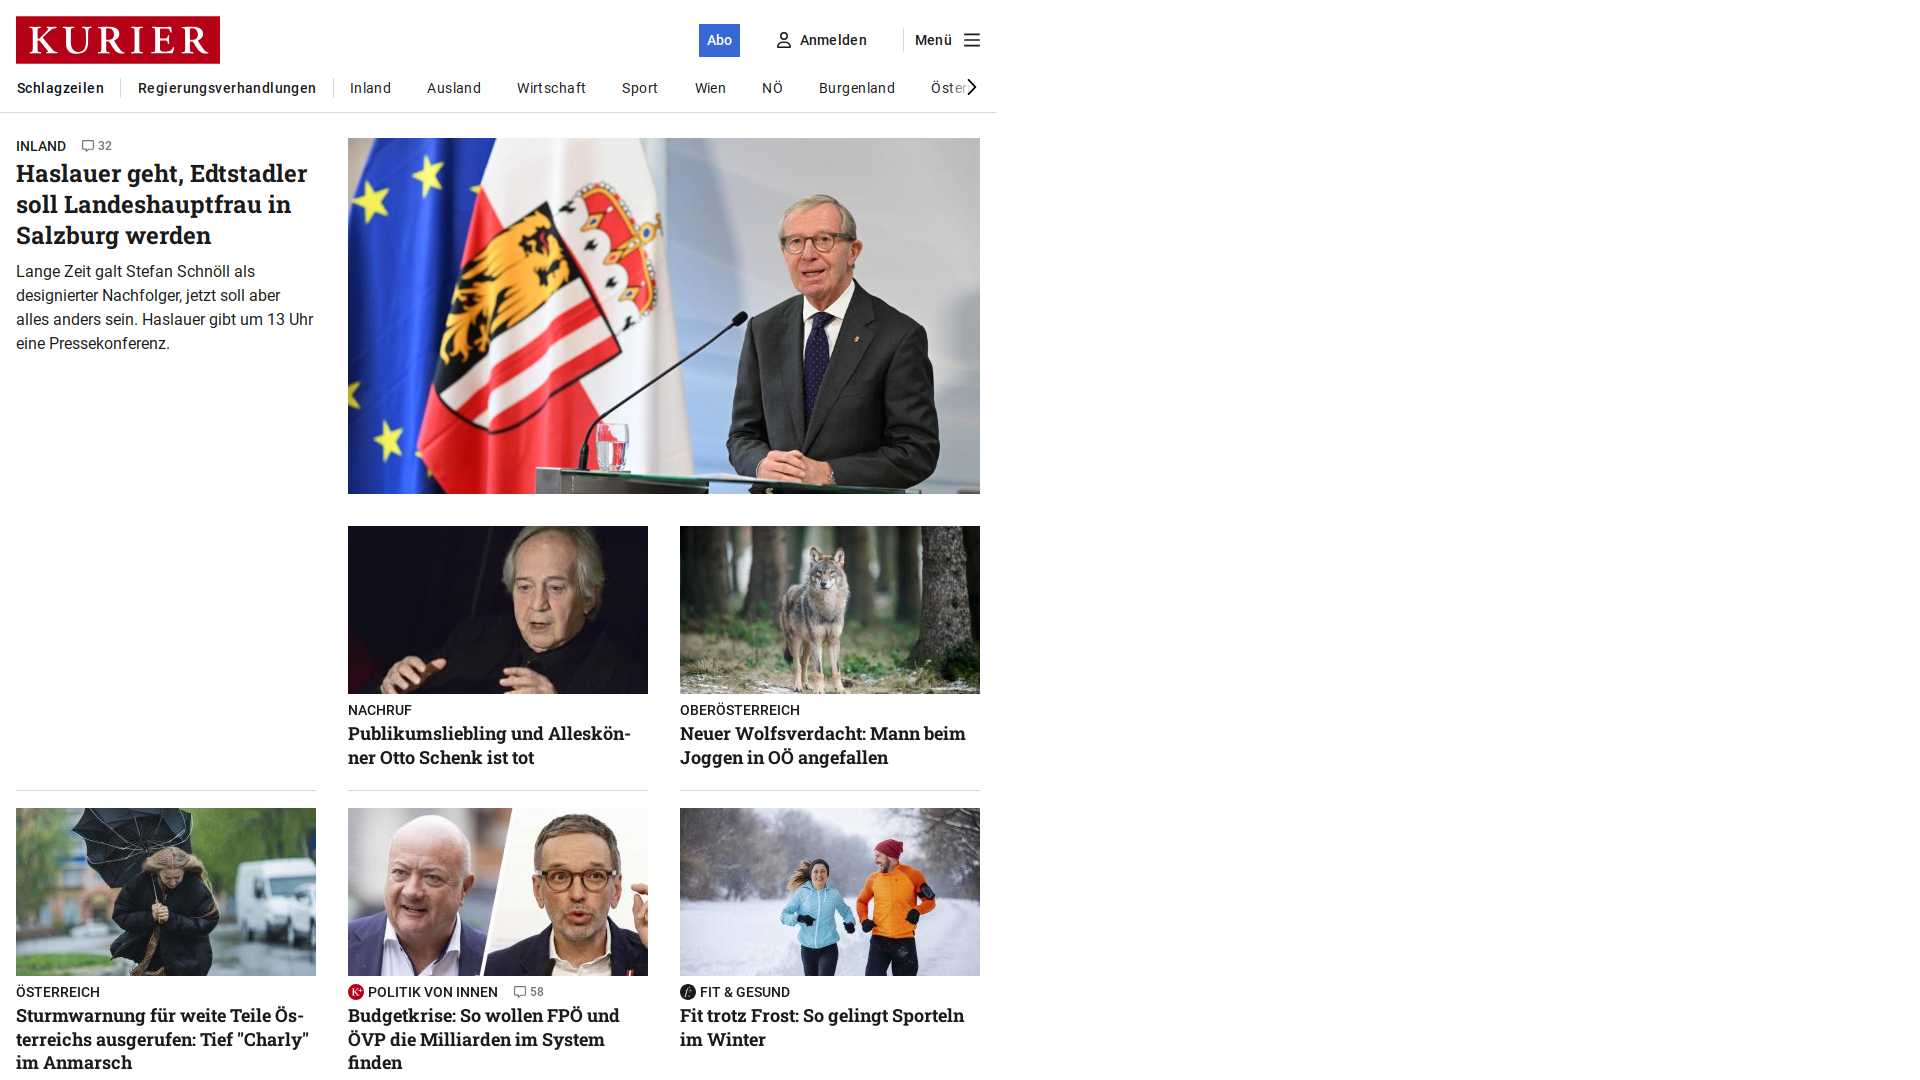 KURIER
Abo
Anmelden
Menü
Schlagzeilen
Regierungsverhandlungen
Inland
Ausland
Wirtschaft
Sport
Wien
NÖ
Burgenland
Öster
INLAND 32
Haslauer geht, Edtstadler
soll Landeshauptfrau in
Salzburg werden
Lange Zeit galt Stefan Schnöll als
designierter Nachfolger, jetzt soll aber
alles anders sein. Haslauer gibt um 13 Uhr
eine Pressekonferenz.
NACHRUF
Publikumsliebling und Alleskön-
ner Otto Schenk ist tot
OBERÖSTERREICH
Neuer Wolfsverdacht: Mann beim
Joggen in OÖ angefallen
ÖSTERREICH
Sturmwarnung für weite Teile Ös-
terreichs ausgerufen: Tief "Charly"
im Anmarsch
POLITIK VON INNEN 58
Budgetkrise: So wollen FPÖ und
ÖVP die Milliarden im System
finden
FIT & GESUND
Fit trotz Frost: So gelingt Sporteln
im Winter